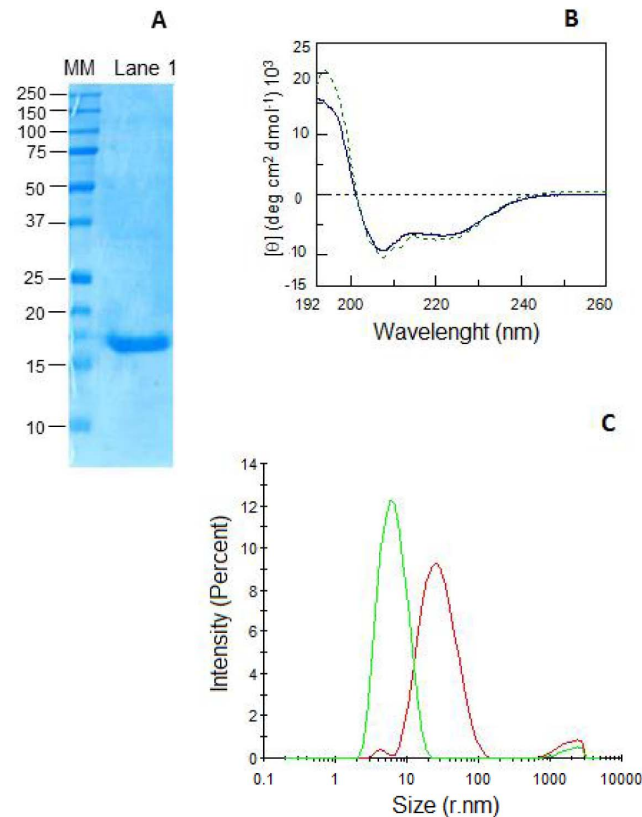 A
MM Lane 1
250
150
100
75
50
37
25
20
15
10
B
25
20
10
0
-10
-15
[θ] (deg cm² dmol⁻¹) 10³
192 200 220 240 260
Wavelenght (nm)
C
14
12
10
8
6
4
2
0
Intensity (Percent)
0.1 1 10 100 1000 10000
Size (r.nm)